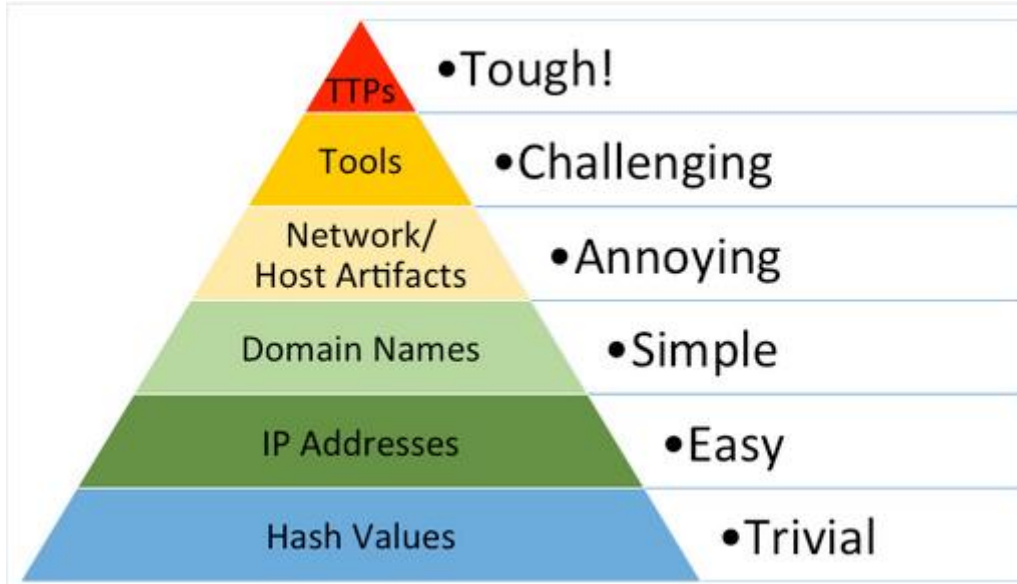 TTPs
•Tough!
Tools
•Challenging
Network/
Host Artifacts
•Annoying
Domain Names
•Simple
IP Addresses
•Easy
Hash Values
•Trivial